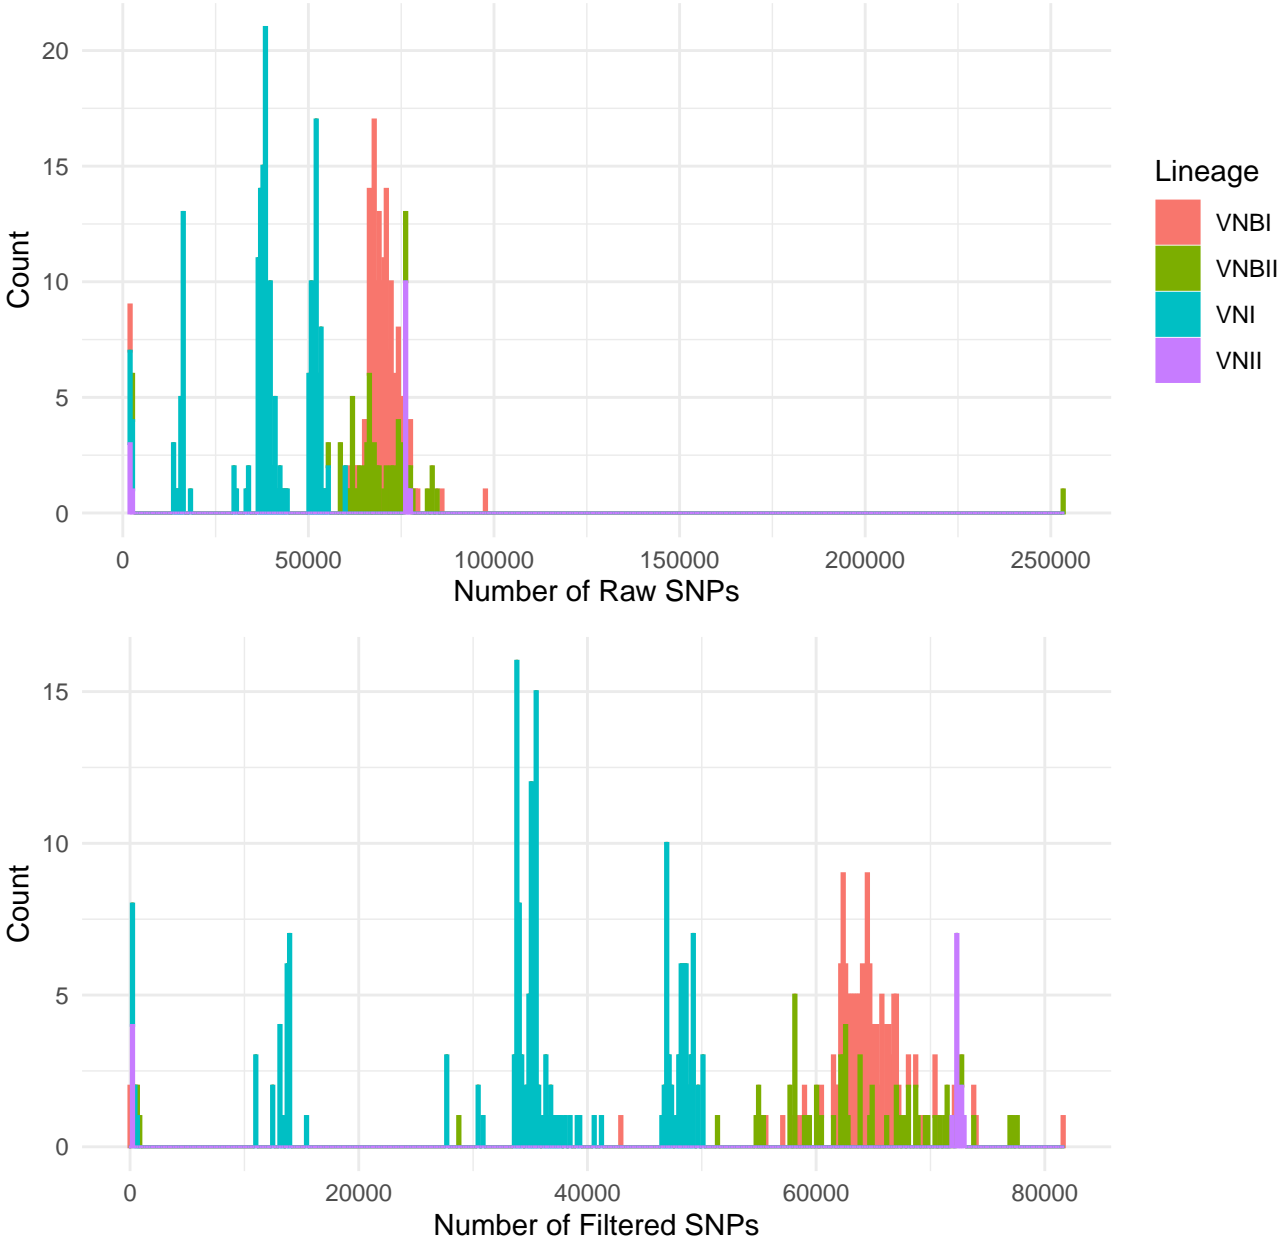 20
15
10
5
0
Count
0 50000 100000 150000 200000 250000
Number of Raw SNPs
Lineage
VNBI
VNBII
VNI
VNII
15
10
5
0
Count
0 20000 40000 60000 80000
Number of Filtered SNPs